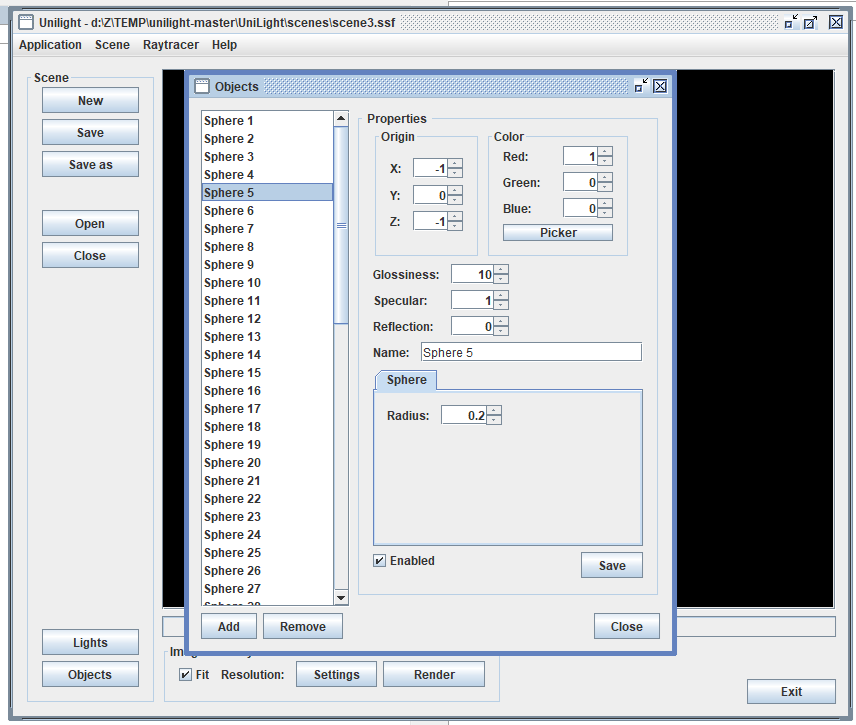 Unilight - d:\Z\TEMP\unilight-master\UniLight\scenes\scene3.ssf
Application Scene Raytracer Help
Scene
New
Save
Save as
Open
Close
Lights
Objects
Objects
Sphere 1
Sphere 2
Sphere 3
Sphere 4
Sphere 5
Sphere 6
Sphere 7
Sphere 8
Sphere 9
Sphere 10
Sphere 11
Sphere 12
Sphere 13
Sphere 14
Sphere 15
Sphere 16
Sphere 17
Sphere 18
Sphere 19
Sphere 20
Sphere 21
Sphere 22
Sphere 23
Sphere 24
Sphere 25
Sphere 26
Sphere 27
Add Remove
Properties
Origin
X: -1
Y: 0
Z: -1
Color
Red: 1
Green: 0
Blue: 0
Picker
Glossiness: 10
Specular: 1
Reflection: 0
Name: Sphere 5
Sphere
Radius: 0.2
Enabled
Save
Close
Fit Resolution: Settings Render
Exit